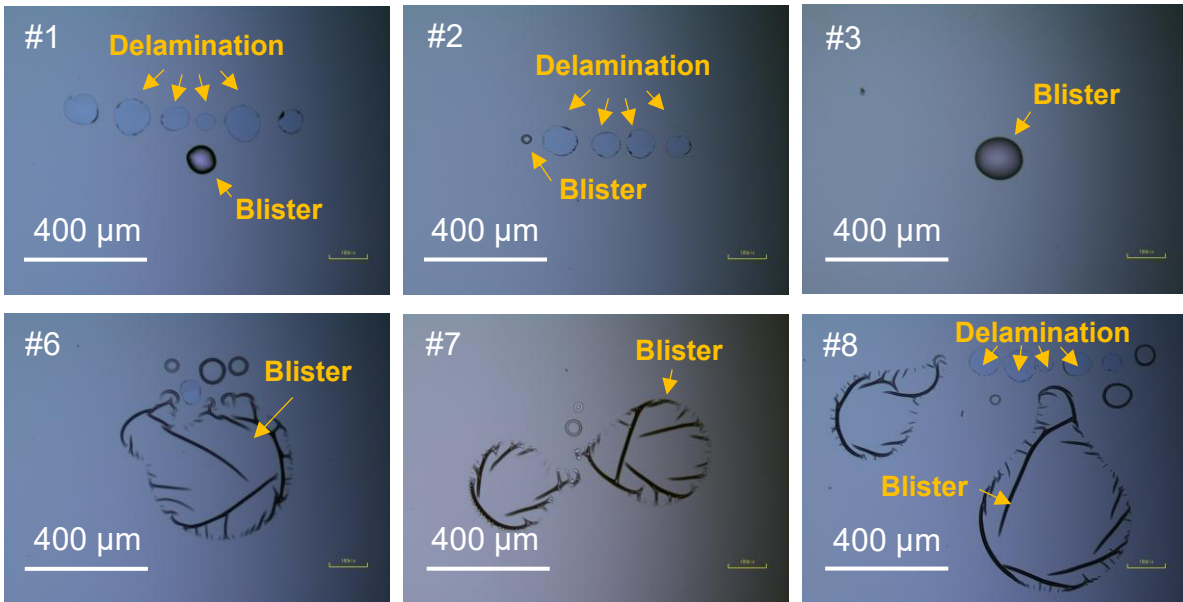 #1
Delamination
Blister
400 µm
#2
Delamination
Blister
400 µm
#3
Blister
400 µm
#6
Blister
400 µm
#7
Blister
400 µm
#8
Delamination
Blister
400 µm